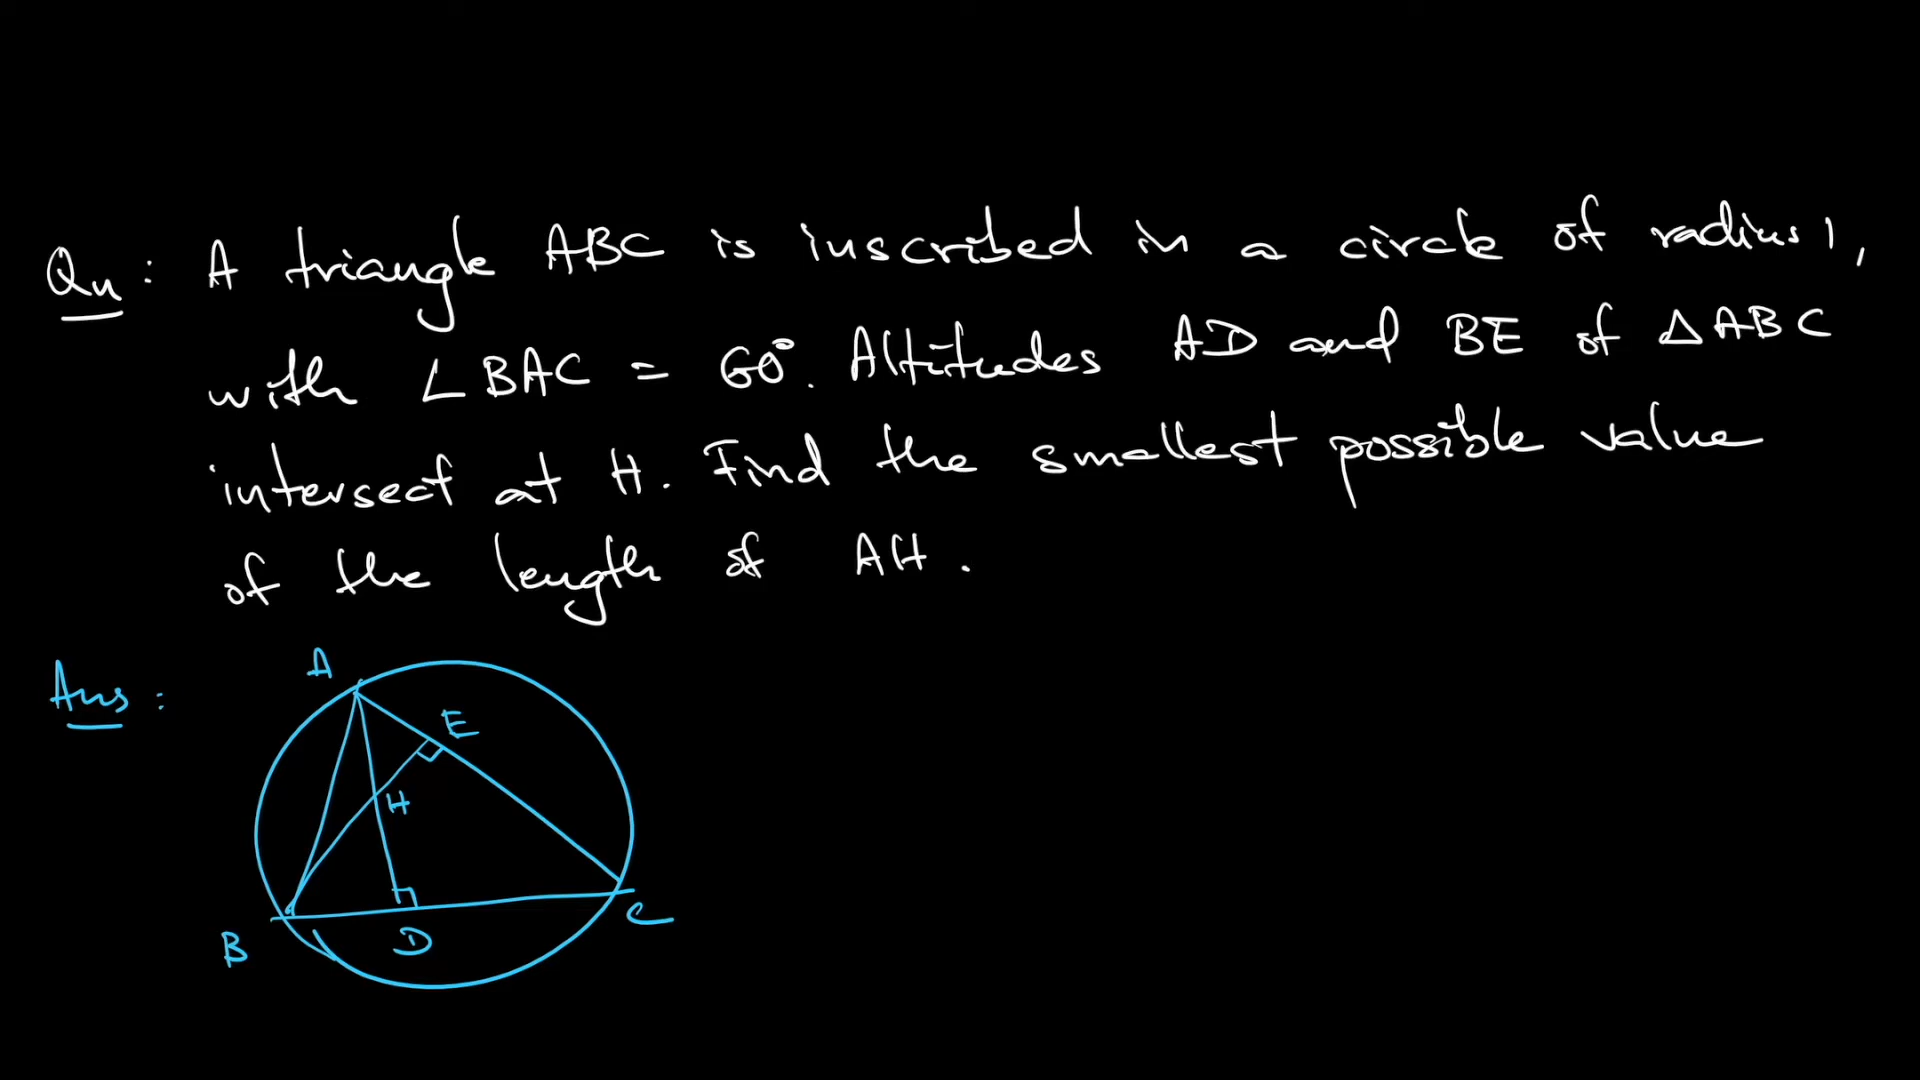 Qn : A triangle ABC is inscribed in a circle of radius 1,
with ∠BAC = 60°. Altitudes AD and BE of △ABC
intersect at H. Find the smallest possible value
of the length of AH.
Ans :
A
E
H
B
D
C